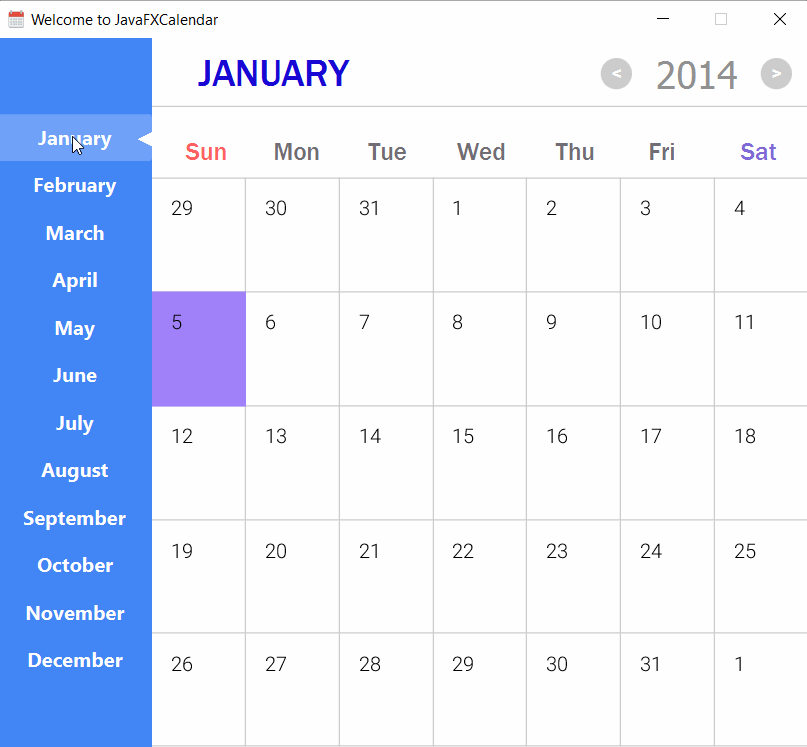 Welcome to JavaFXCalendar
JANUARY
< 2014 >
January
February
March
April
May
June
July
August
September
October
November
December
Sun Mon Tue Wed Thu Fri Sat
29 30 31 1 2 3 4
5 6 7 8 9 10 11
12 13 14 15 16 17 18
19 20 21 22 23 24 25
26 27 28 29 30 31 1